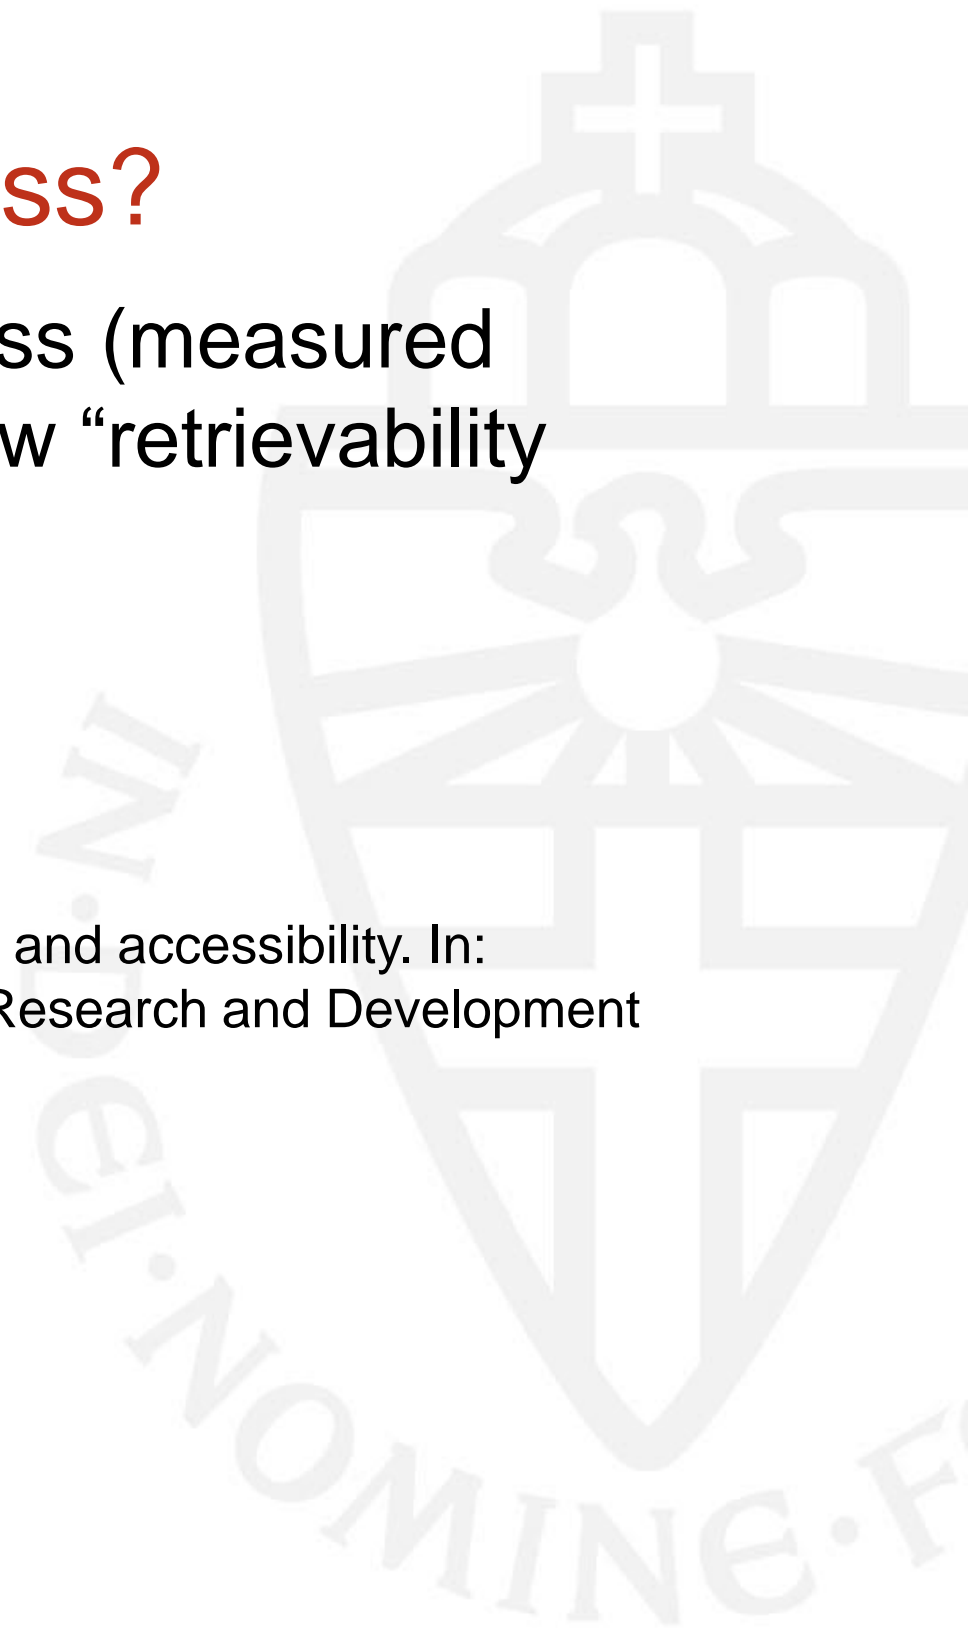 ss?
ss (measured
w “retrievability
and accessibility. In:
Research and Development
IN·DEI·NOMINE·F